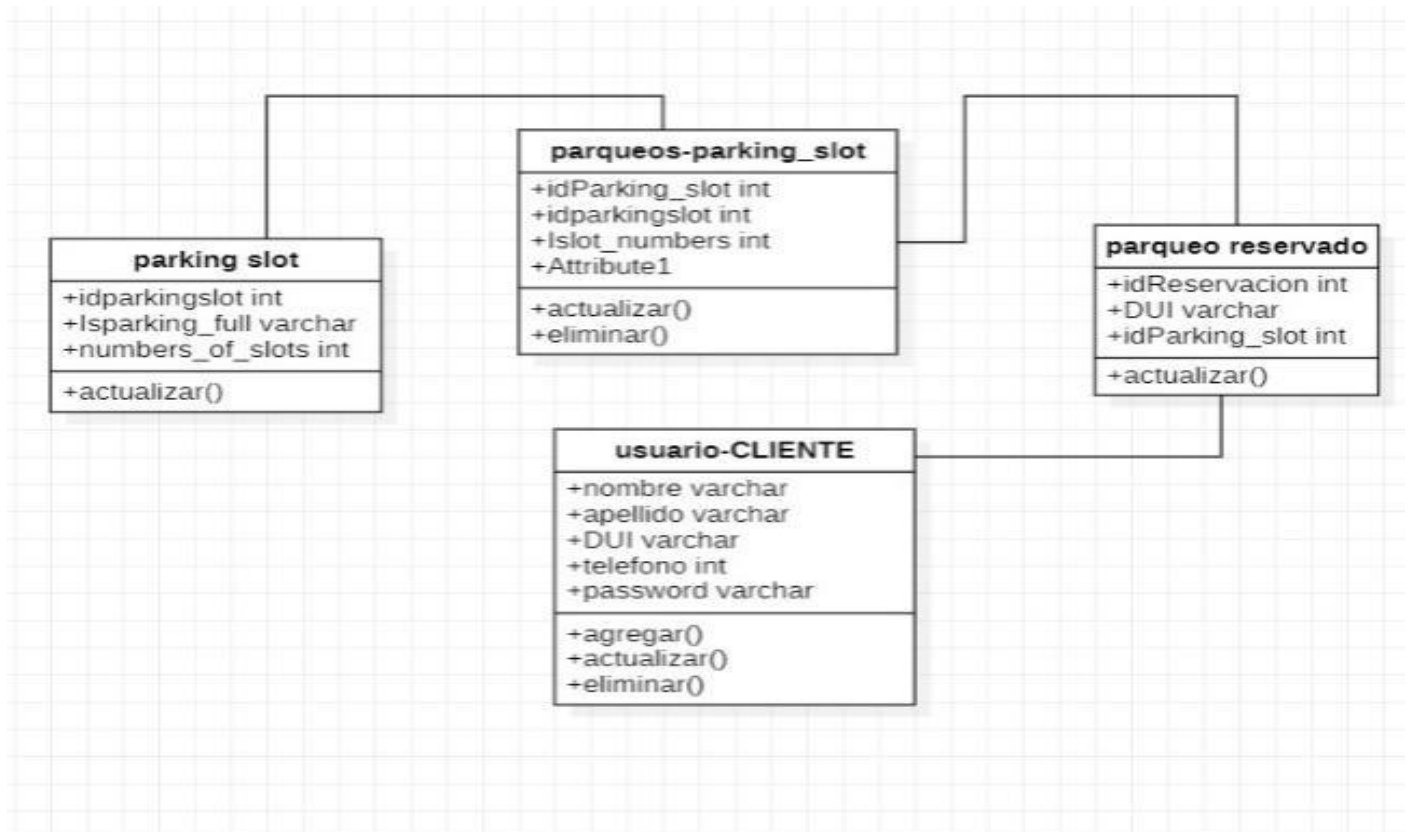 parqueos-parking_slot
+idParking_slot int
+idparkingslot int
+Islot_numbers int
+Attribute1
+actualizar()
+eliminar()
parking slot
+idparkingslot int
+Isparking_full varchar
+numbers_of_slots int
+actualizar()
parqueo reservado
+idReservacion int
+DUI varchar
+idParking_slot int
+actualizar()
usuario-CLIENTE
+nombre varchar
+apellido varchar
+DUI varchar
+telefono int
+password varchar
+agregar()
+actualizar()
+eliminar()